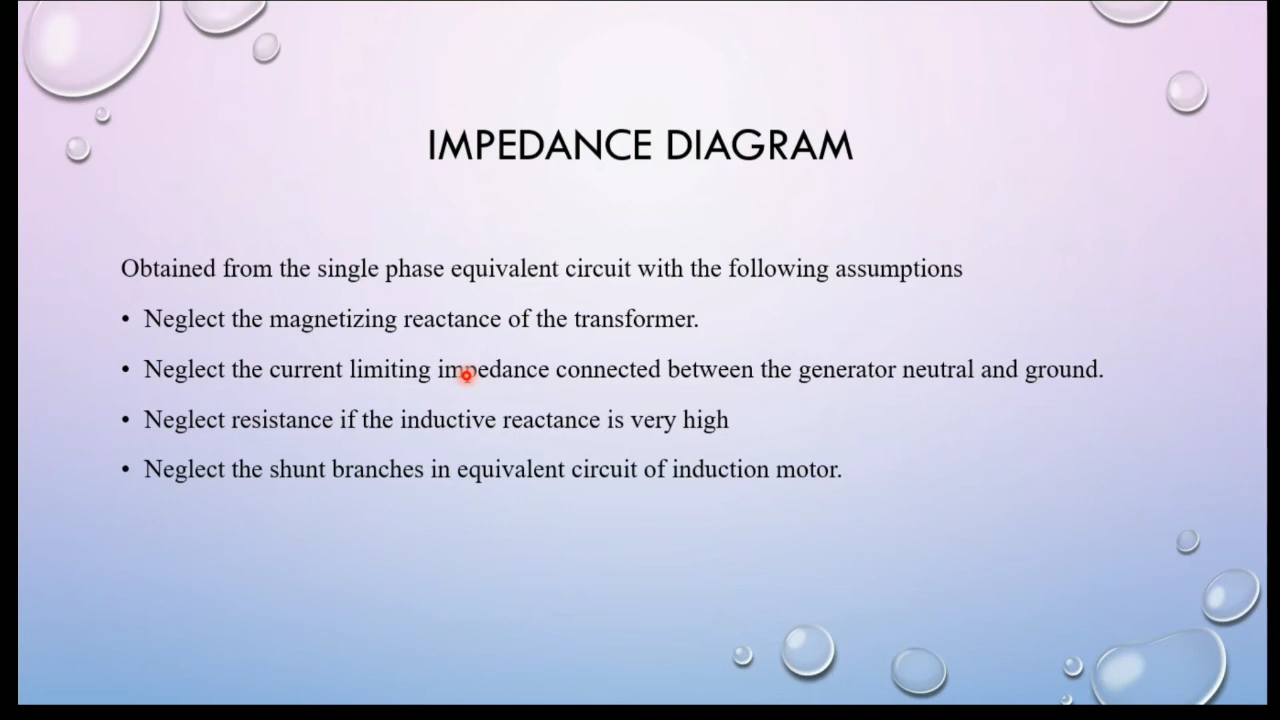 IMPEDANCE DIAGRAM
Obtained from the single phase equivalent circuit with the following assumptions
• Neglect the magnetizing reactance of the transformer.
• Neglect the current limiting impedance connected between the generator neutral and ground.
• Neglect resistance if the inductive reactance is very high
• Neglect the shunt branches in equivalent circuit of induction motor.